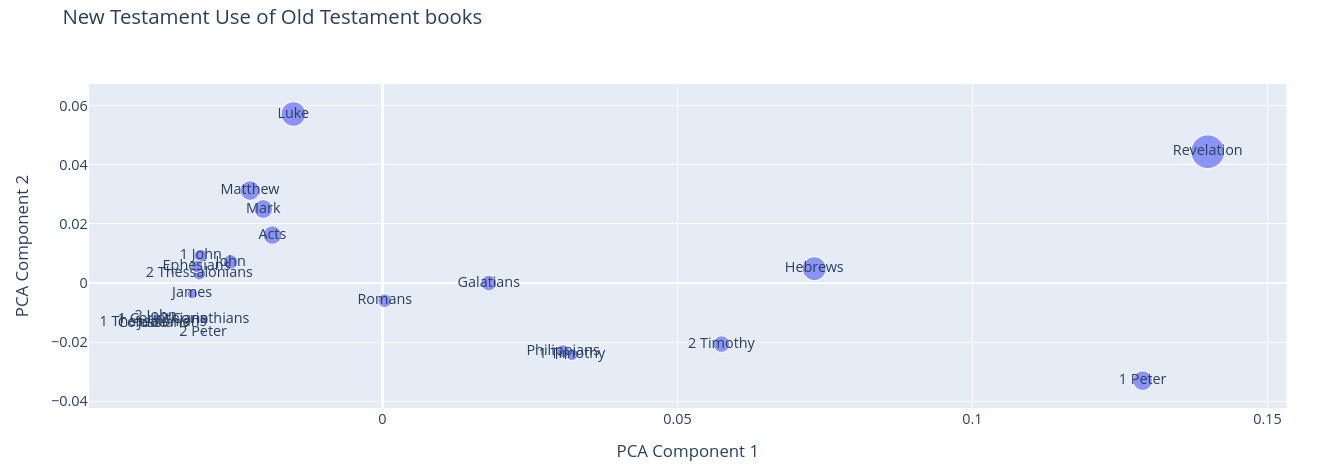 New Testament Use of Old Testament books
PCA Component 2
0.06
0.04
0.02
0
−0.02
−0.04
Luke
Revelation
Matthew
Mark
Acts
1 John
John
Ephesians
2 Thessalonians
Hebrews
Galatians
James
Romans
2 John
2 Peter
Philippians
1 Timothy
2 Timothy
1 Peter
0
0.05
0.1
0.15
PCA Component 1